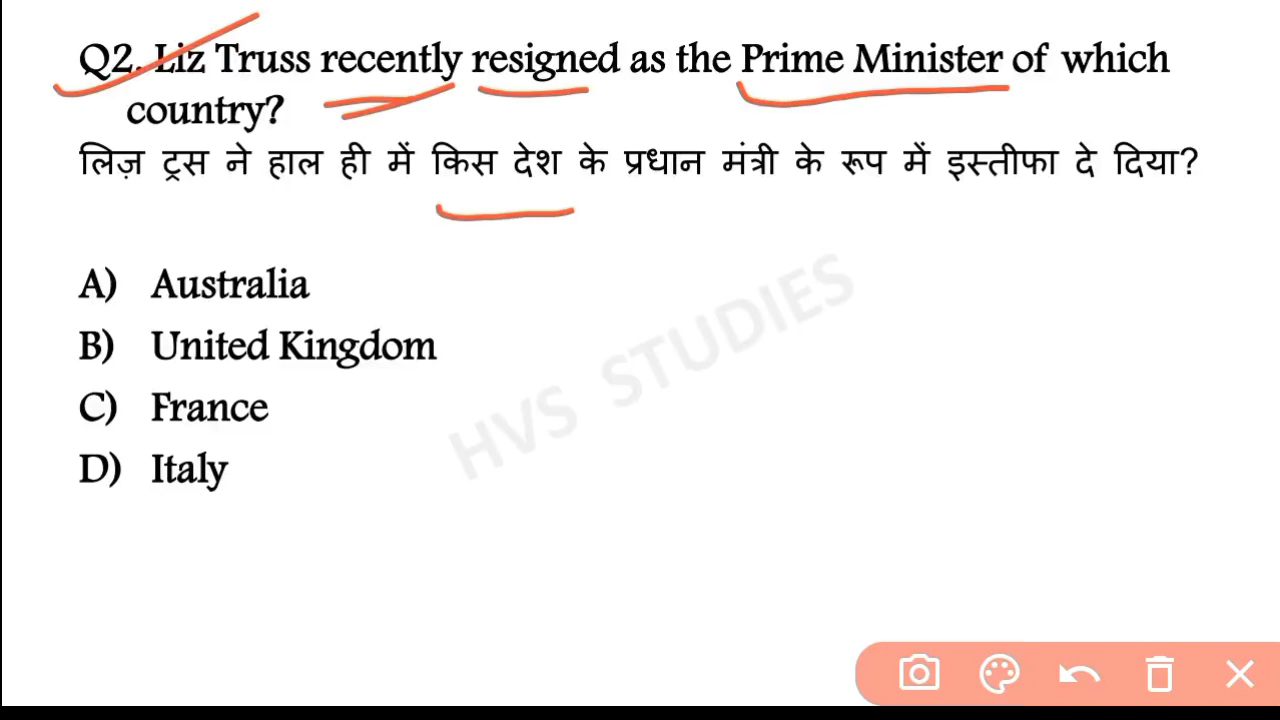 Q2. Liz Truss recently resigned as the Prime Minister of which
country?
लिज़ ट्रस ने हाल ही में किस देश के प्रधान मंत्री के रूप में इस्तीफा दे दिया?
A) Australia
B) United Kingdom
C) France
D) Italy
HVS STUDIES